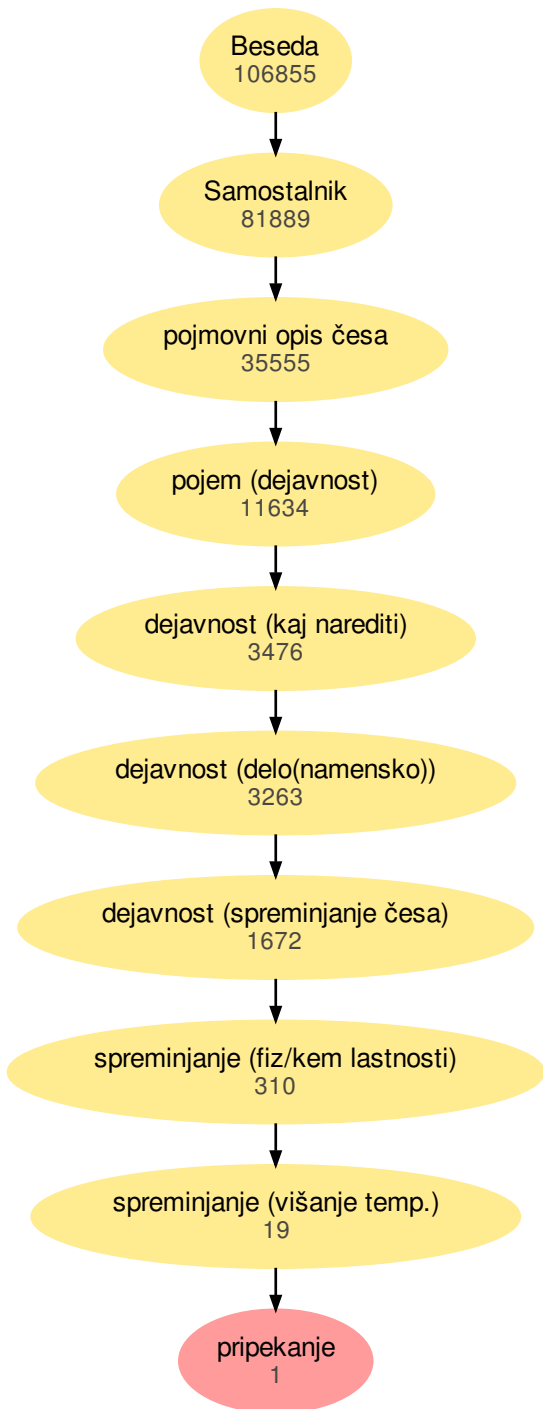 Beseda
106855
Samostalnik
81889
pojmovni opis česa
35555
pojem (dejavnost)
11634
dejavnost (kaj narediti)
3476
dejavnost (delo(namensko))
3263
dejavnost (spreminjanje česa)
1672
spreminjanje (fiz/kem lastnosti)
310
spreminjanje (višanje temp.)
19
pripekanje
1